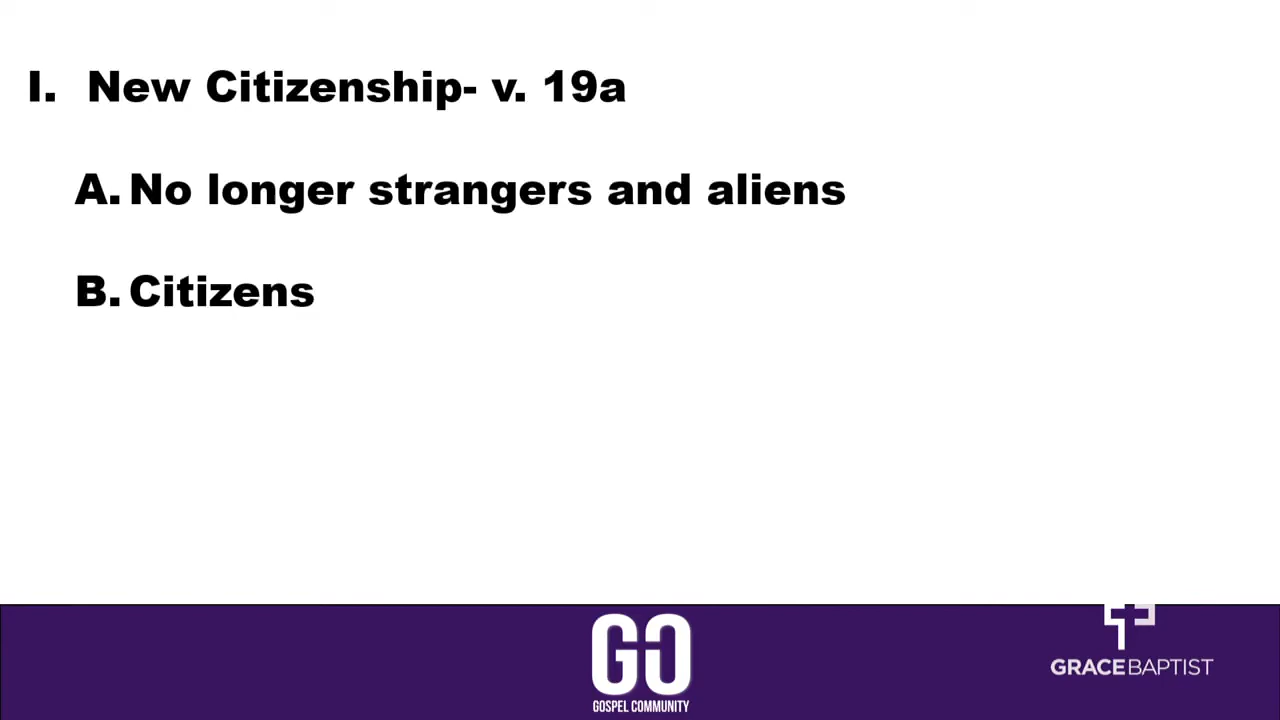 I. New Citizenship- v. 19a
A. No longer strangers and aliens
B. Citizens
GO
GOSPEL COMMUNITY
GRACEBAPTIST